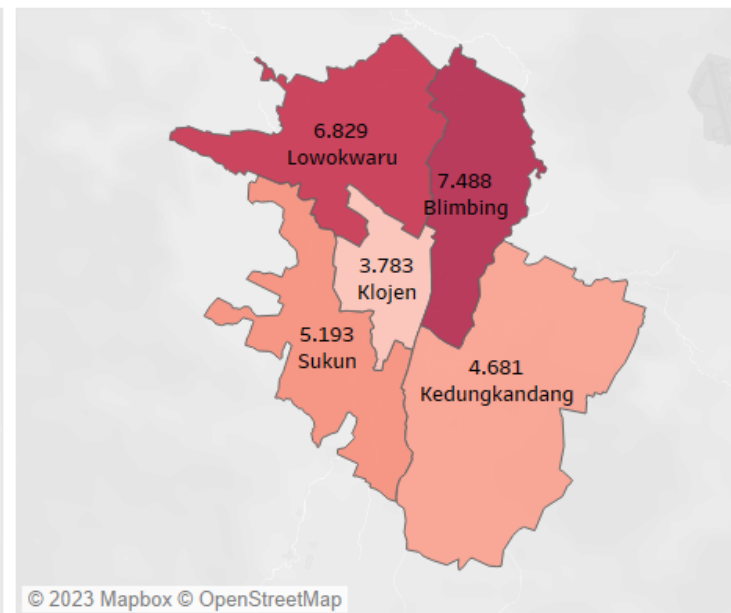 6.829
Lowokwaru
7.488
Blimbing
3.783
Klojen
5.193
Sukun
4.681
Kedungkandang
© 2023 Mapbox © OpenStreetMap